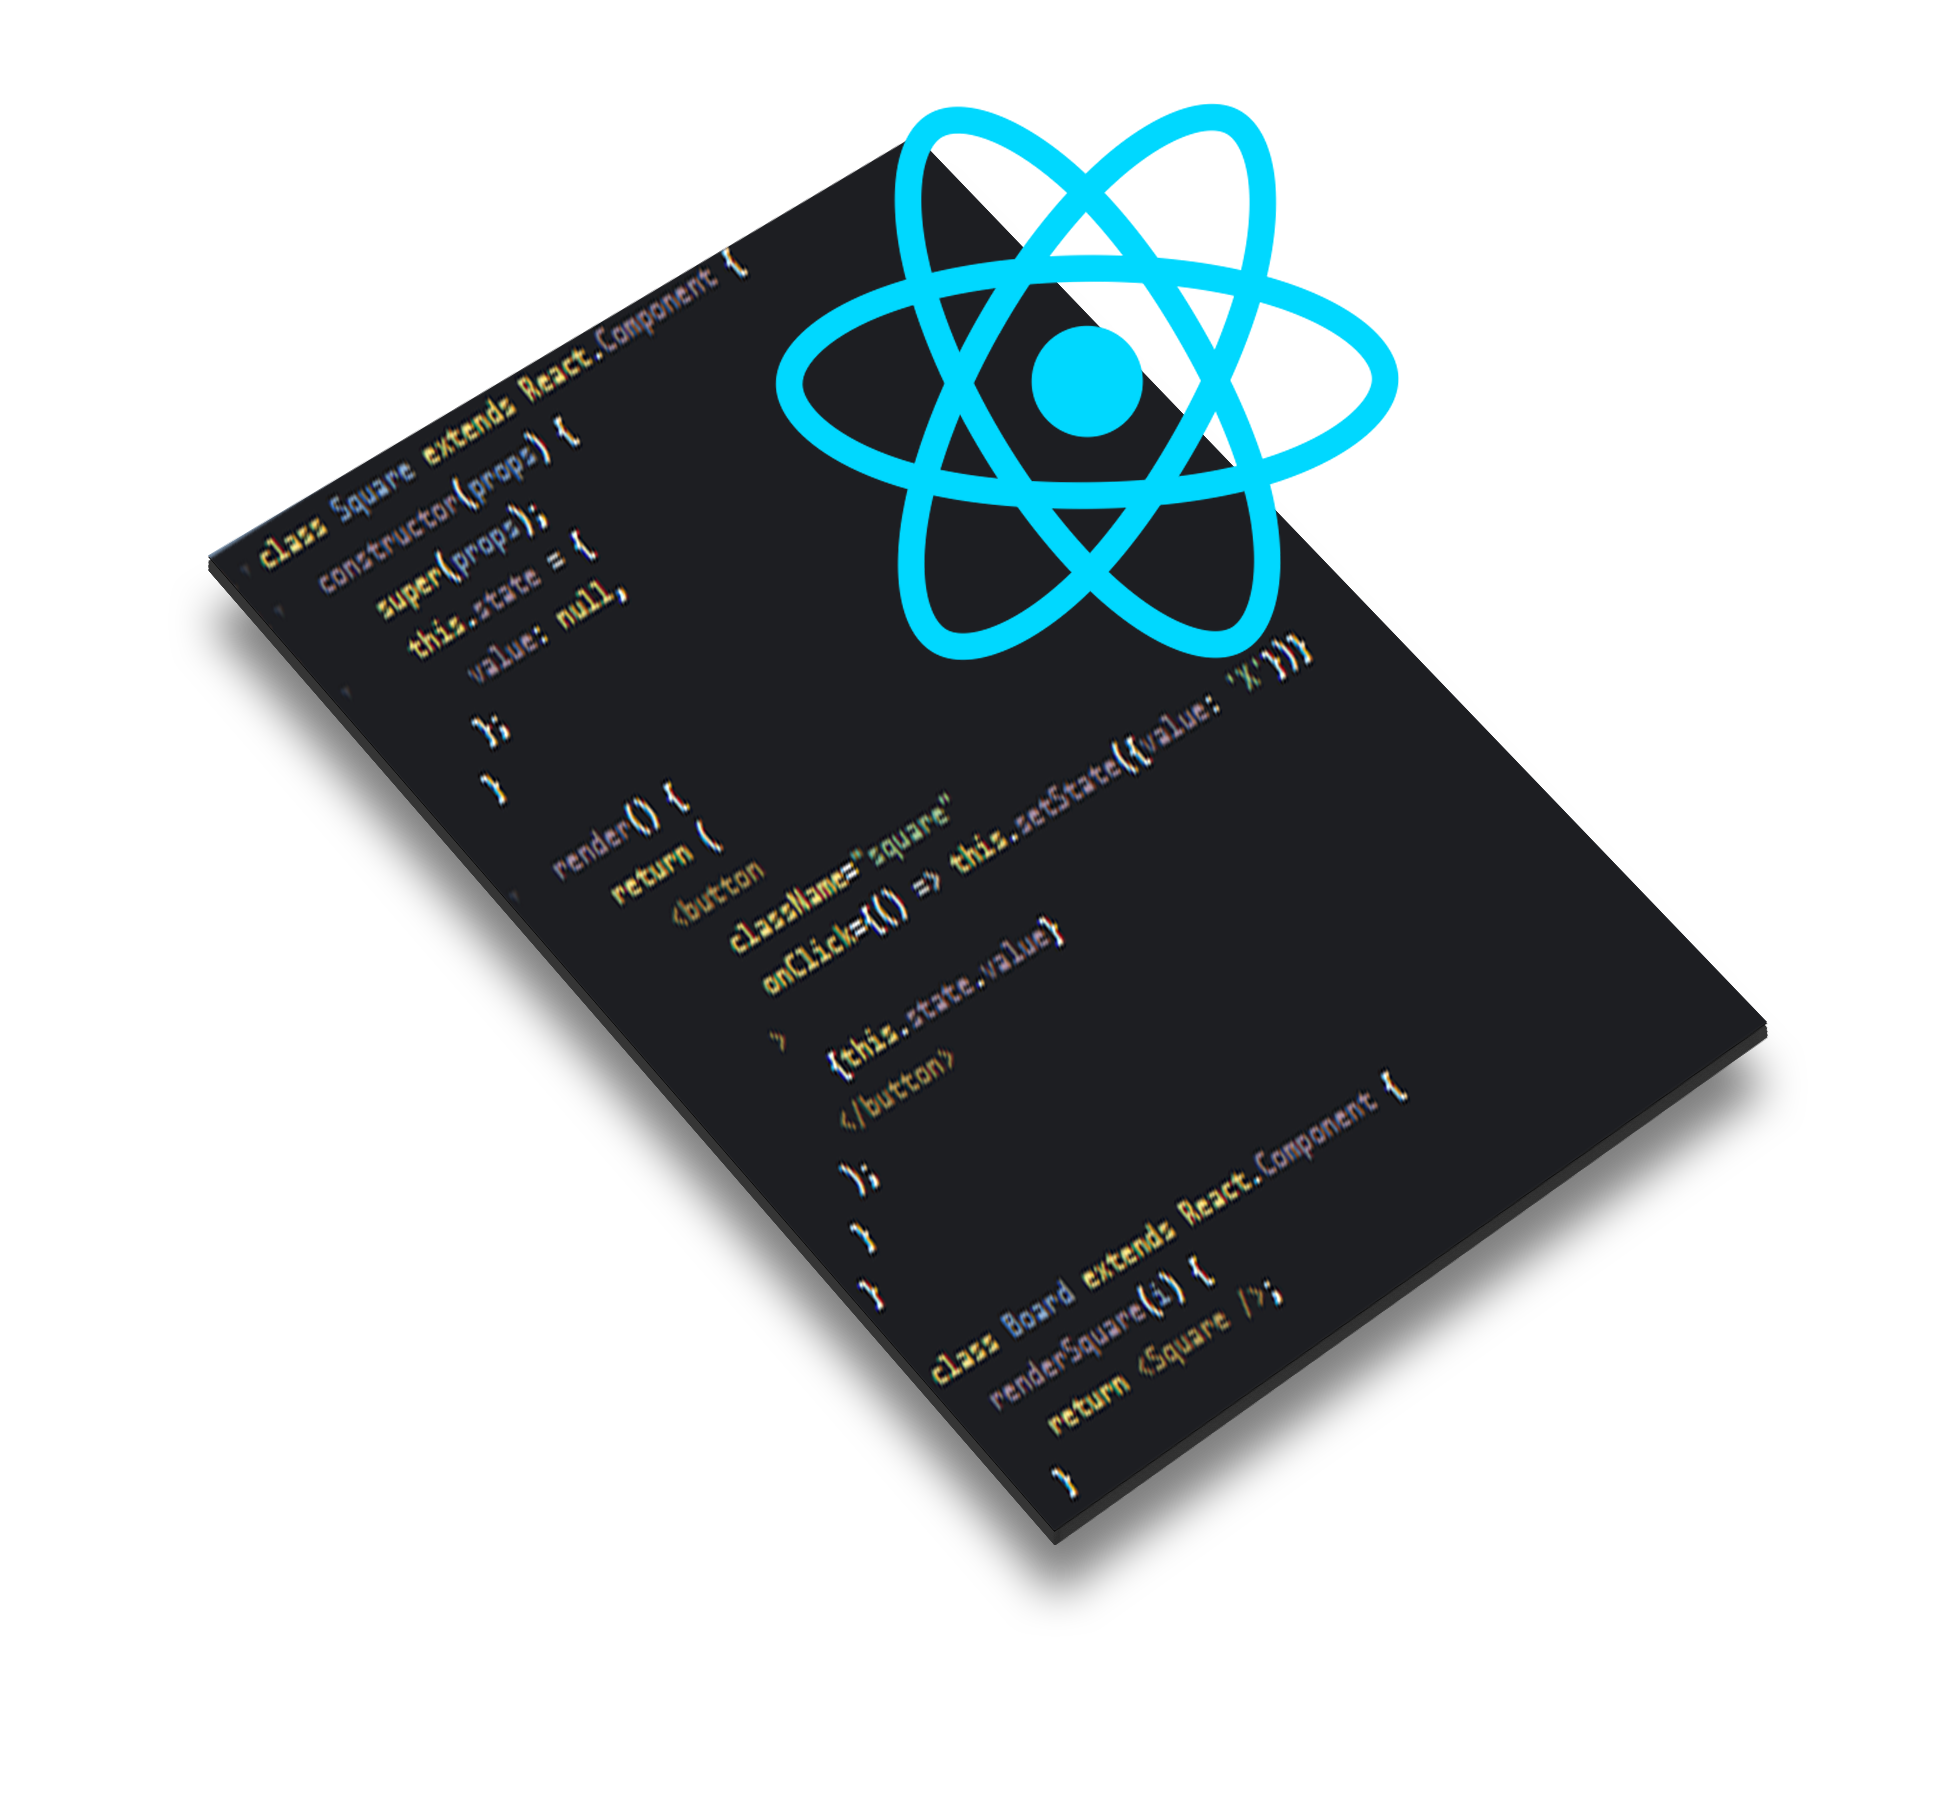 class Square extends React.Component {
constructor(props) {
super(props);
this.state = {
value: null,
};
}
render() {
return (
<button
className="square"
onClick={() => this.setState({value: 'X'})}
>
{this.state.value}
</button>
);
}
}
class Board extends React.Component {
renderSquare(i) {
return <Square />;
}